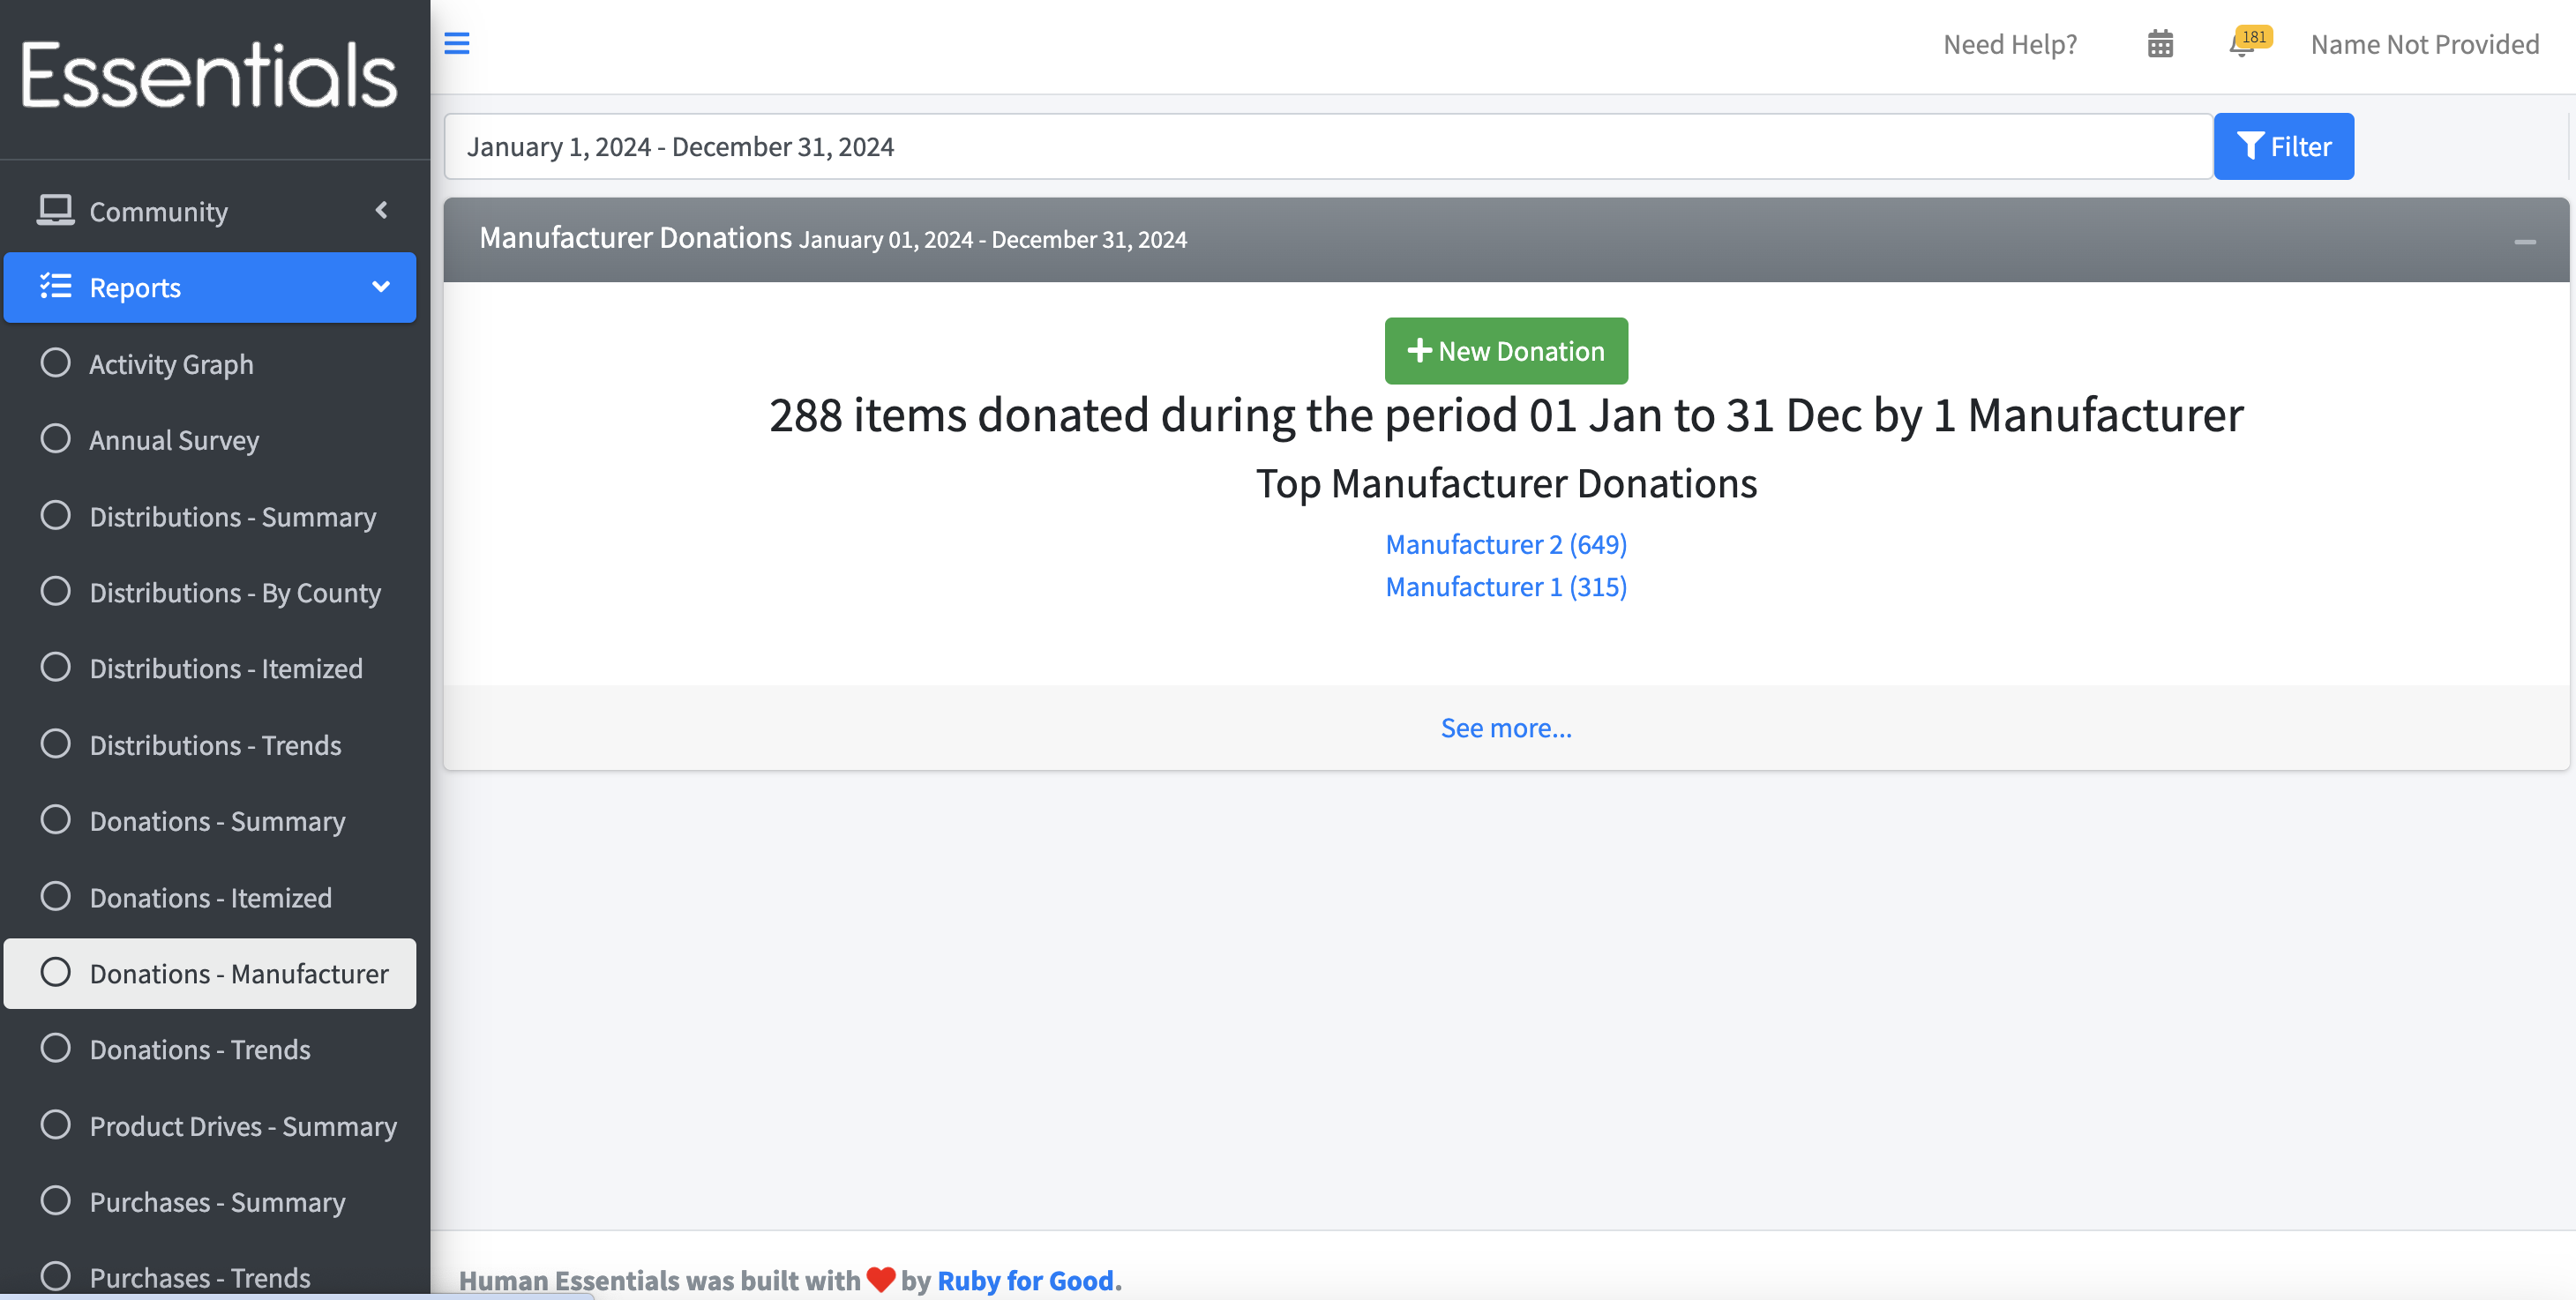 Essentials
Need Help?
181
Name Not Provided
January 1, 2024 - December 31, 2024
Filter
Community
Reports
Activity Graph
Annual Survey
Distributions - Summary
Distributions - By County
Distributions - Itemized
Distributions - Trends
Donations - Summary
Donations - Itemized
Donations - Manufacturer
Donations - Trends
Product Drives - Summary
Purchases - Summary
Purchases - Trends
Manufacturer Donations January 01, 2024 - December 31, 2024
New Donation
288 items donated during the period 01 Jan to 31 Dec by 1 Manufacturer
Top Manufacturer Donations
Manufacturer 2 (649)
Manufacturer 1 (315)
See more...
Human Essentials was built with ❤ by Ruby for Good.